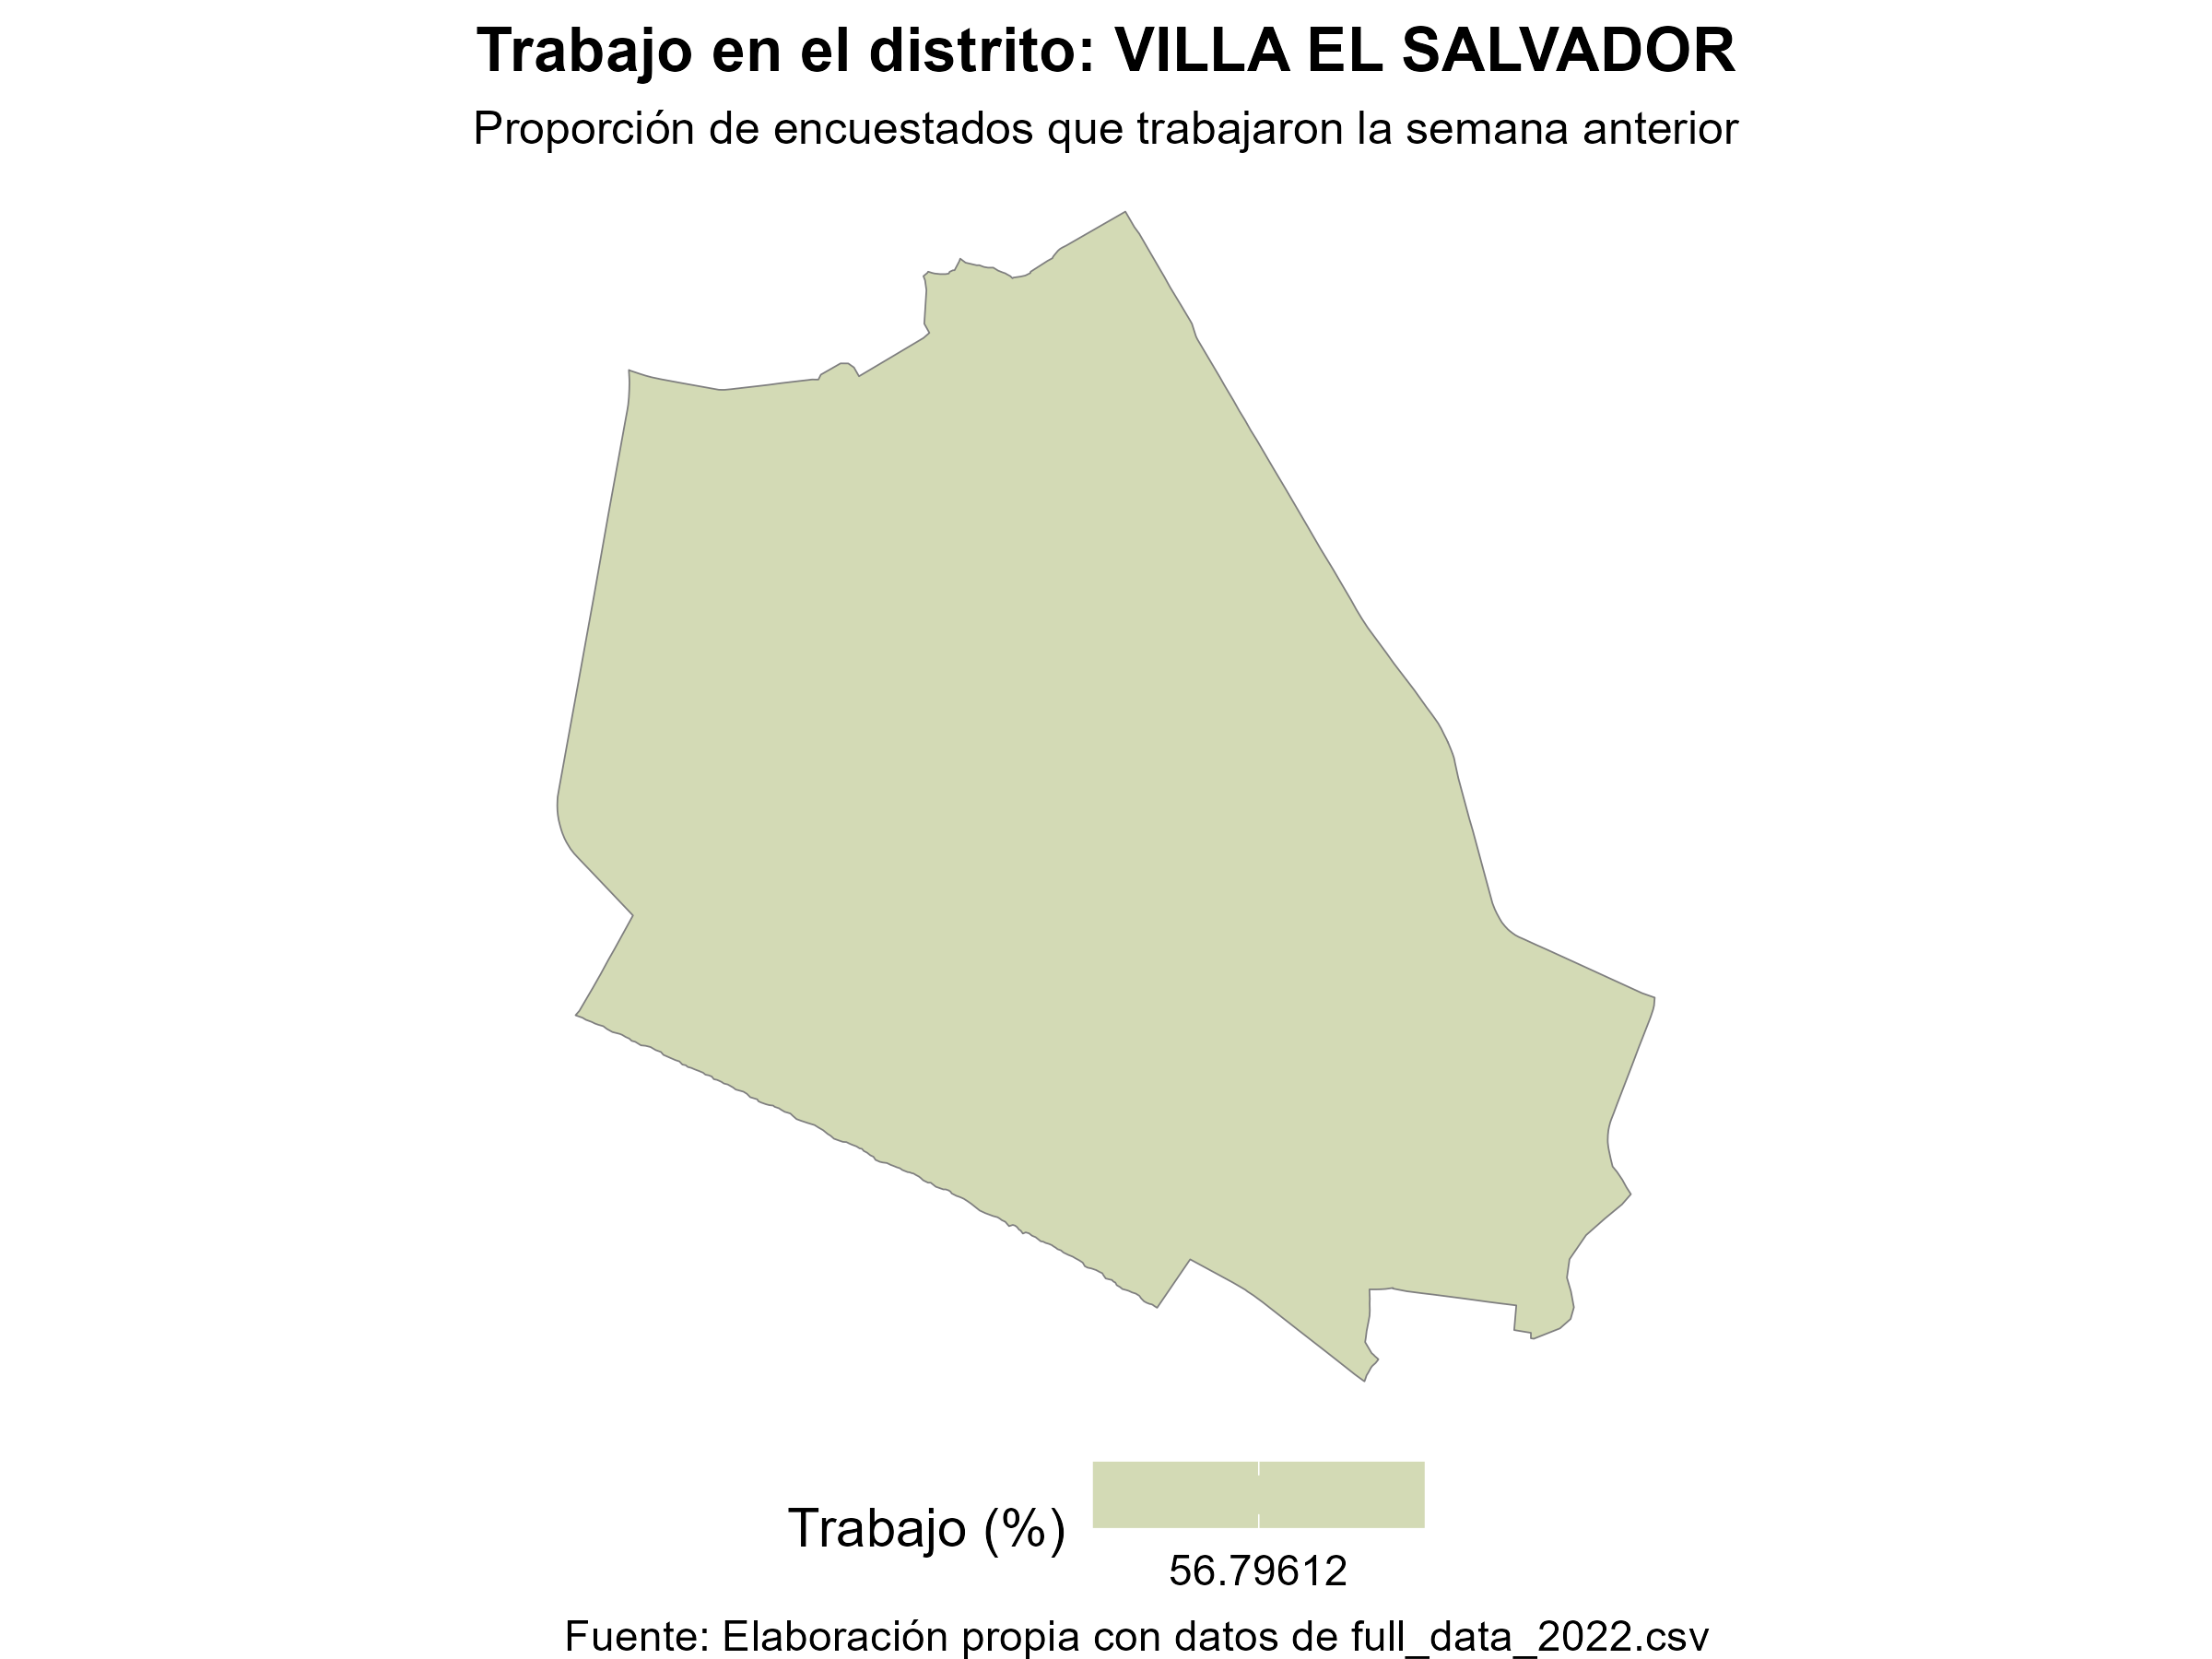 Trabajo en el distrito: VILLA EL SALVADOR
Proporción de encuestados que trabajaron la semana anterior
Trabajo (%)
56.79612
Fuente: Elaboración propia con datos de full_data_2022.csv